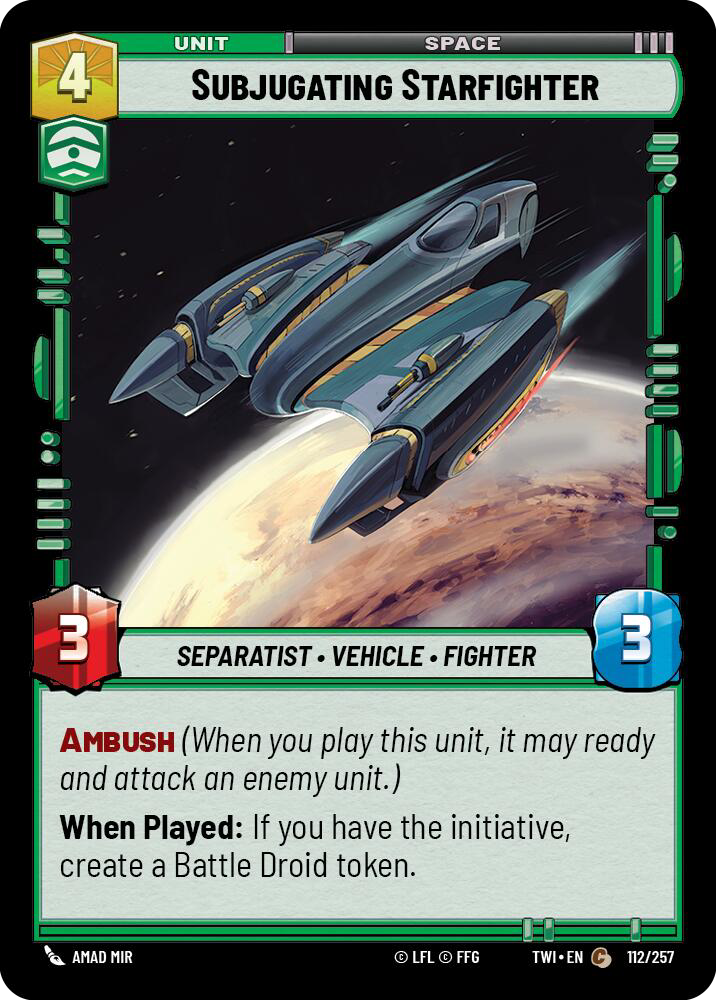 UNIT
SPACE
4
SUBJUGATING STARFIGHTER
3
SEPARATIST • VEHICLE • FIGHTER
3
AMBUSH (When you play this unit, it may ready
and attack an enemy unit.)
When Played: If you have the initiative,
create a Battle Droid token.
AMAD MIR
© LFL © FFG
TWI • EN
C
112/257